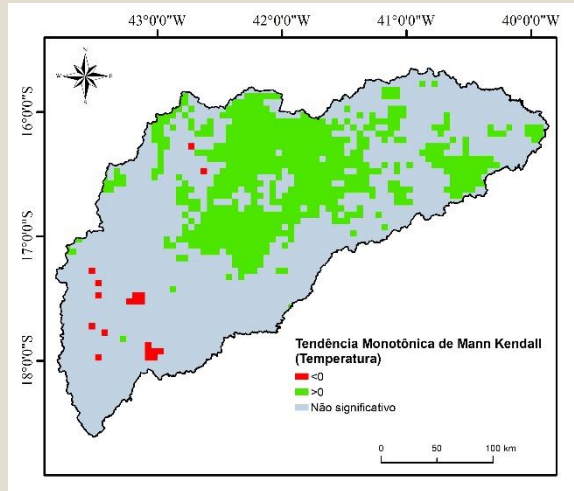 43°0'0"W 42°0'0"W 41°0'0"W 40°0'0"W
N
W E
S
16°0'0"S
17°0'0"S
18°0'0"S
Tendência Monotônica de Mann Kendall
(Temperatura)
<0
>0
Não significativo
0 50 100 km